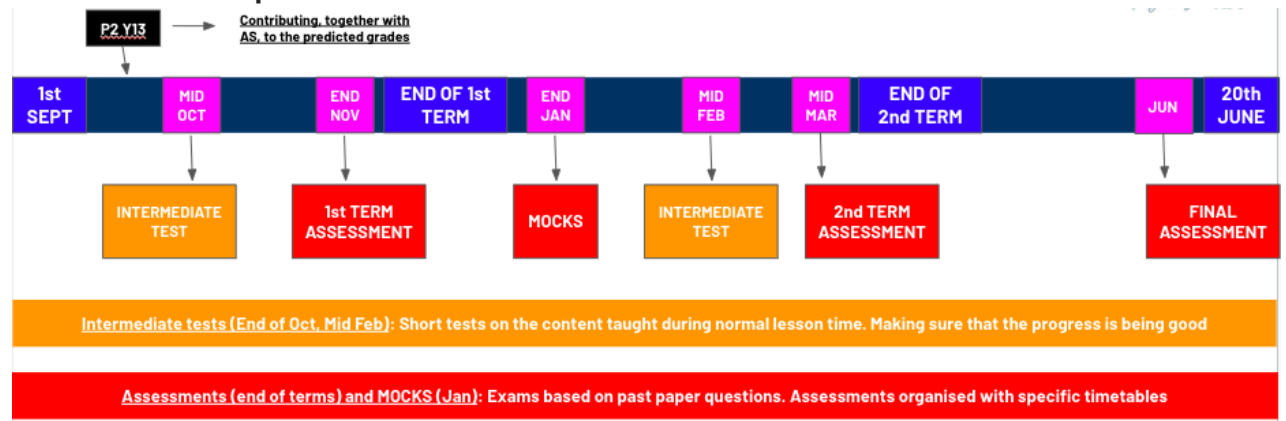 P2 Y13
Contributing, together with
AS, to the predicted grades
1st
SEPT
MID
OCT
END
NOV
END OF 1st
TERM
END
JAN
MID
FEB
MID
MAR
END OF
2nd TERM
JUN
20th
JUNE
INTERMEDIATE
TEST
1st TERM
ASSESSMENT
MOCKS
INTERMEDIATE
TEST
2nd TERM
ASSESSMENT
FINAL
ASSESSMENT
Intermediate tests (End of Oct, Mid Feb): Short tests on the content taught during normal lesson time. Making sure that the progress is being good
Assessments (end of terms) and MOCKS (Jan): Exams based on past paper questions. Assessments organised with specific timetables